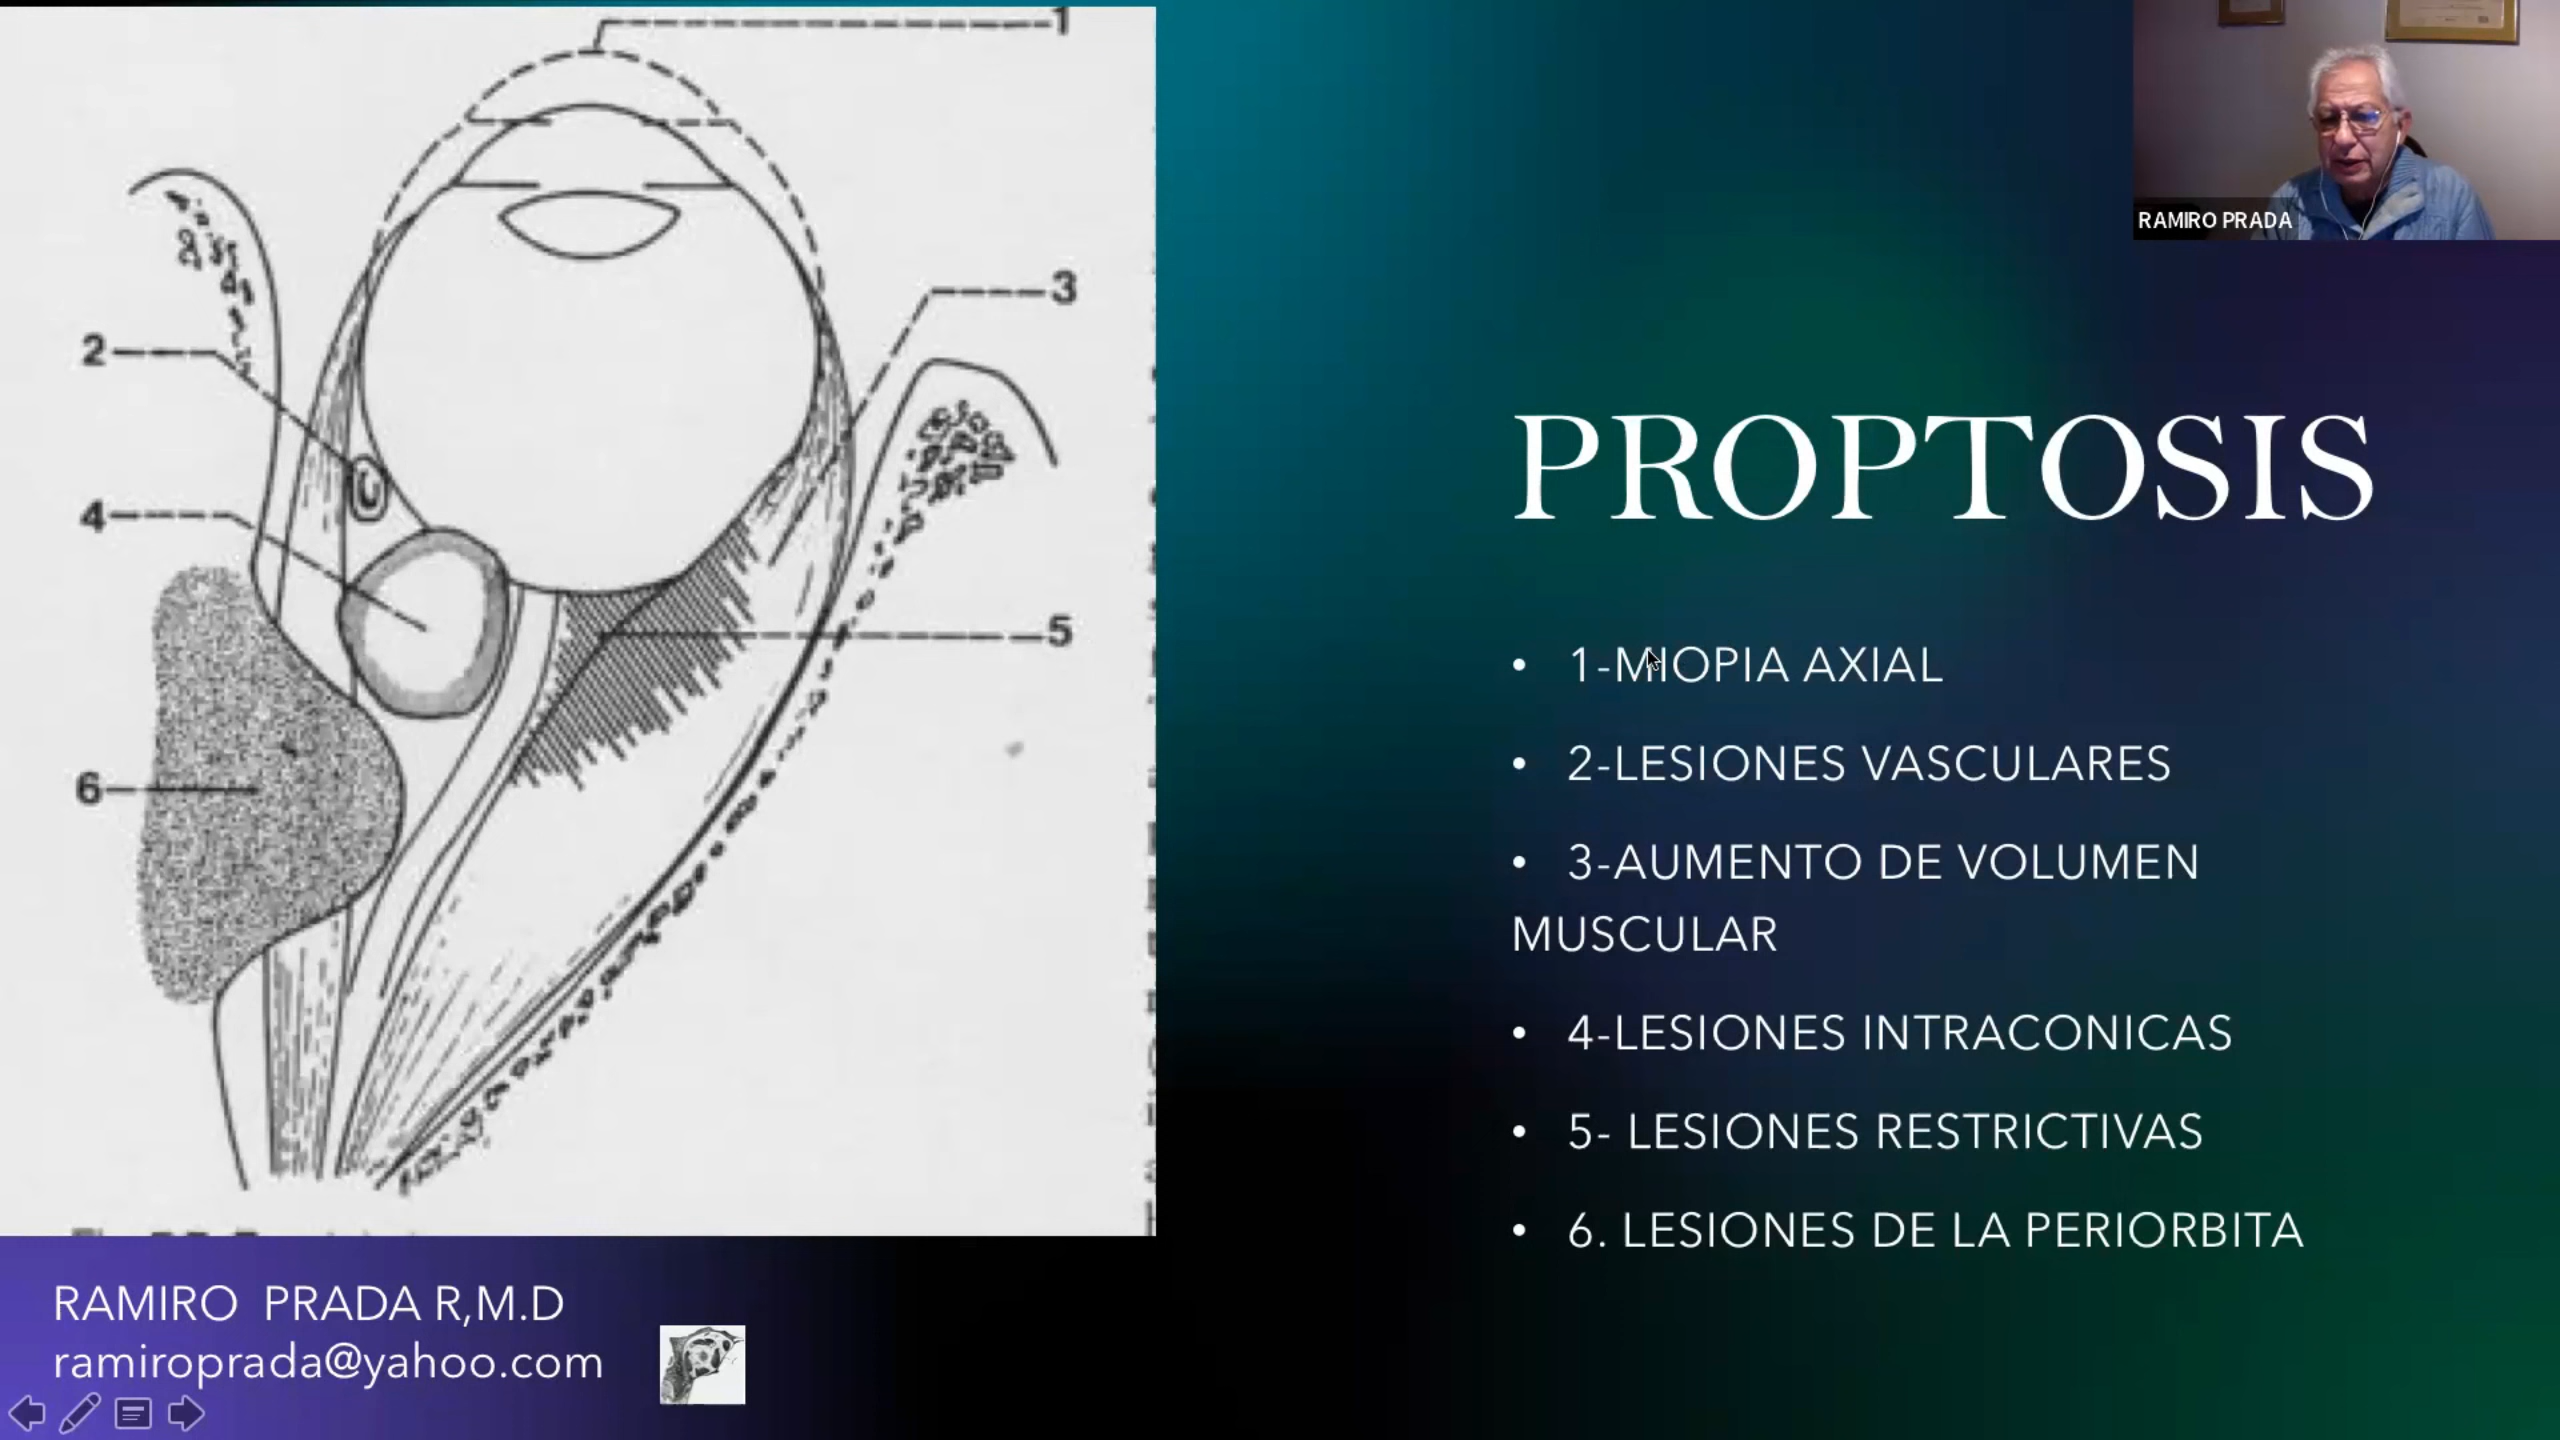 1
2
3
4
5
6
RAMIRO PRADA
PROPTOSIS
• 1-MIOPIA AXIAL
• 2-LESIONES VASCULARES
• 3-AUMENTO DE VOLUMEN
MUSCULAR
• 4-LESIONES INTRACONICAS
• 5- LESIONES RESTRICTIVAS
• 6. LESIONES DE LA PERIORBITA
RAMIRO PRADA R,M.D
ramiroprada@yahoo.com